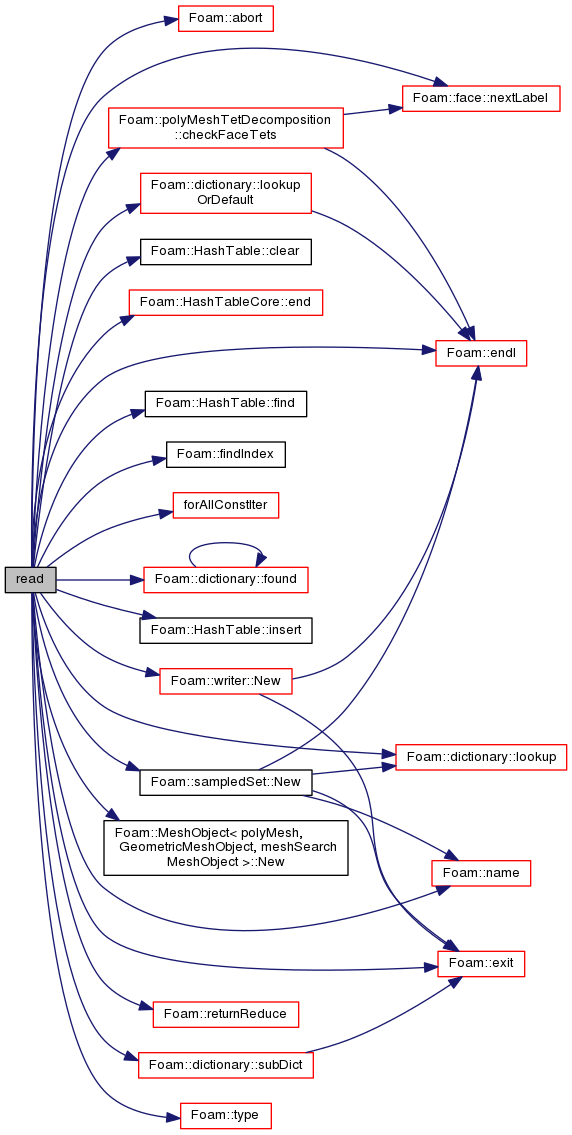 Foam::abort
Foam::face::nextLabel
Foam::polyMeshTetDecomposition
::checkFaceTets
Foam::dictionary::lookup
OrDefault
Foam::HashTable::clear
Foam::HashTableCore::end
Foam::endl
Foam::HashTable::find
Foam::findIndex
forAllConstIter
read
Foam::dictionary::found
Foam::HashTable::insert
Foam::writer::New
Foam::dictionary::lookup
Foam::sampledSet::New
Foam::MeshObject< polyMesh,
GeometricMeshObject, meshSearch
MeshObject >::New
Foam::name
Foam::exit
Foam::returnReduce
Foam::dictionary::subDict
Foam::type